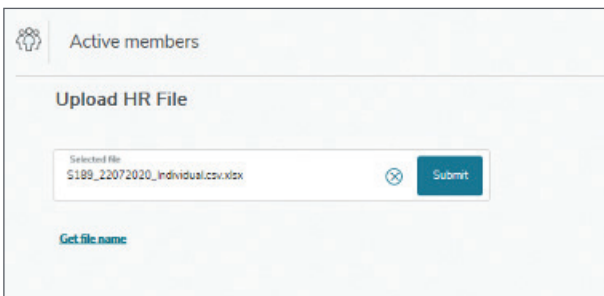 Active members
Upload HR File
Selected file
S189_22072020_Individual.csv.xlsx
Submit
Get file name